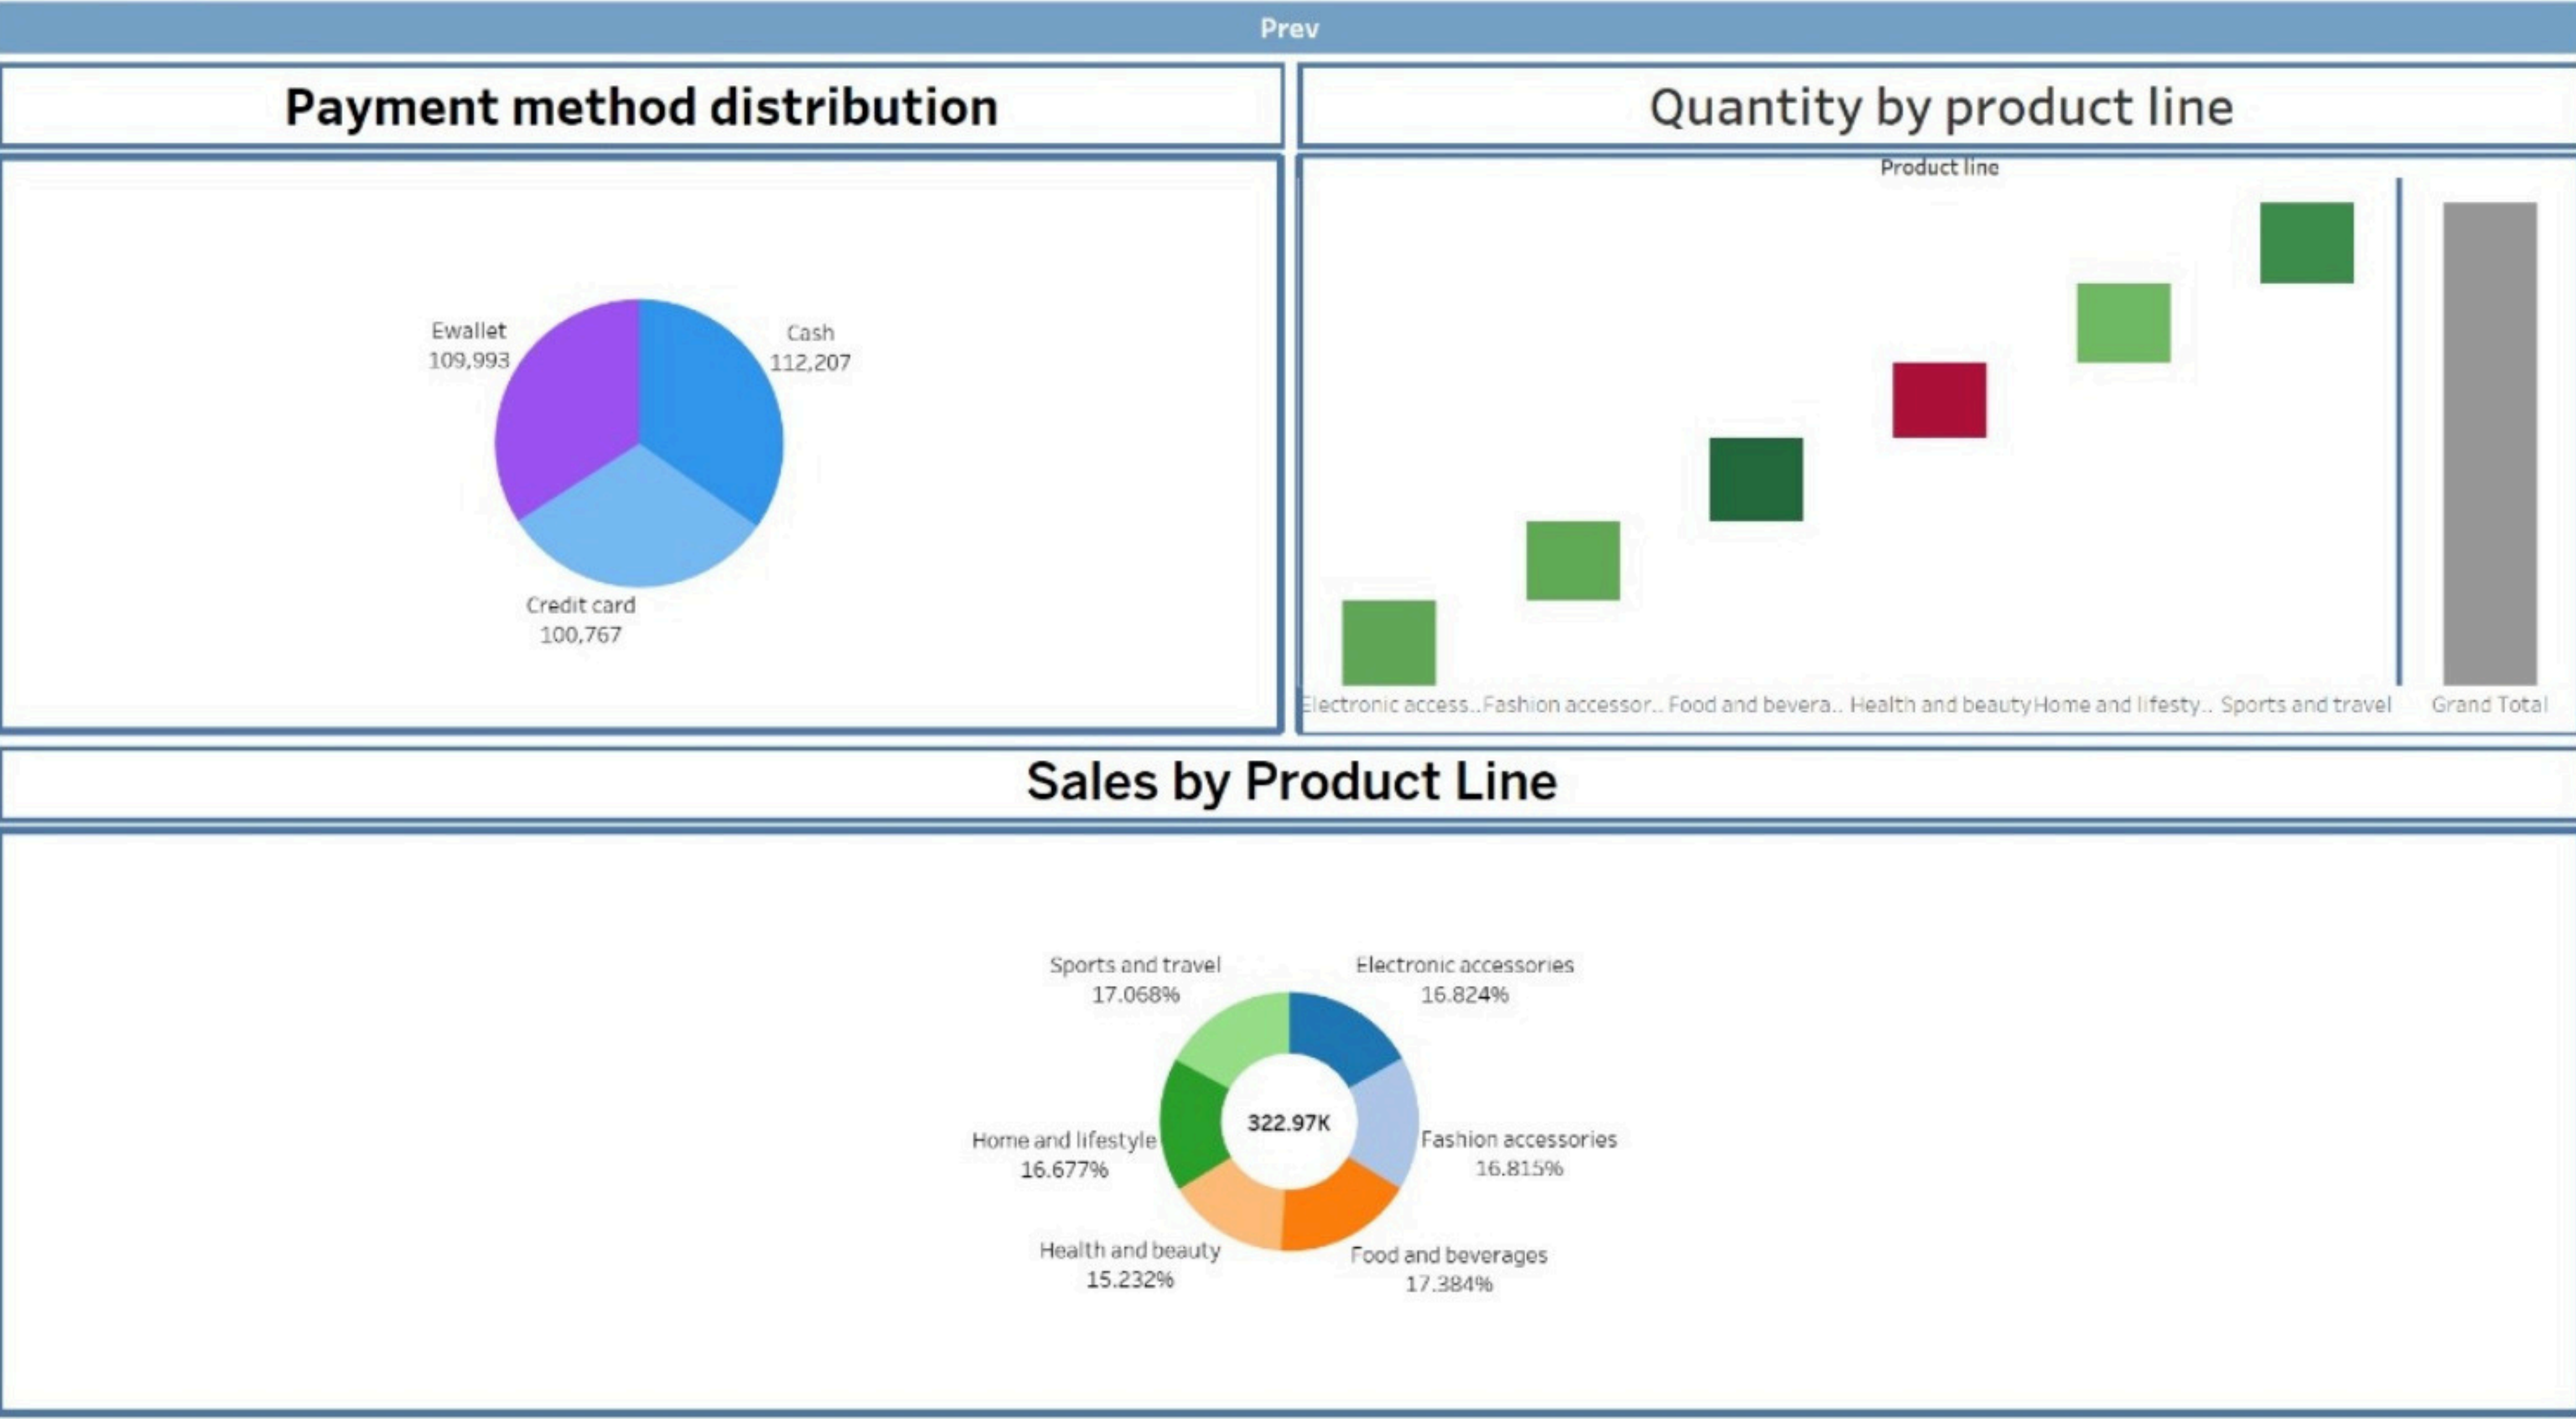 Prev
Payment method distribution
Quantity by product line
Ewallet
109,993
Cash
112,207
Credit card
100,767
Product line
Electronic access..
Fashion accessor..
Food and bevera..
Health and beauty
Home and lifesty..
Sports and travel
Grand Total
Sales by Product Line
Sports and travel
17.068%
Electronic accessories
16.824%
322.97K
Home and lifestyle
16.677%
Fashion accessories
16.815%
Health and beauty
15.232%
Food and beverages
17.384%